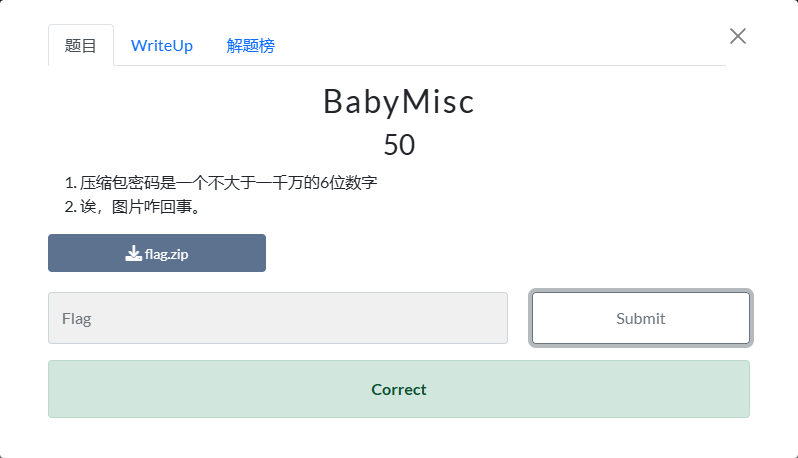 题目 WriteUp 解题榜
BabyMisc
50
1. 压缩包密码是一个不大于一千万的6位数字
2. 诶，图片咋回事。
flag.zip
Flag Submit
Correct